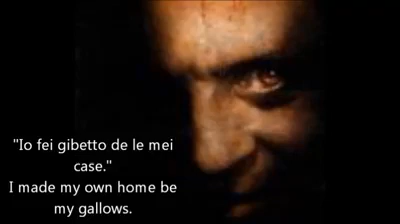 "Io fei gibetto de le mei
case."
I made my own home be
my gallows.